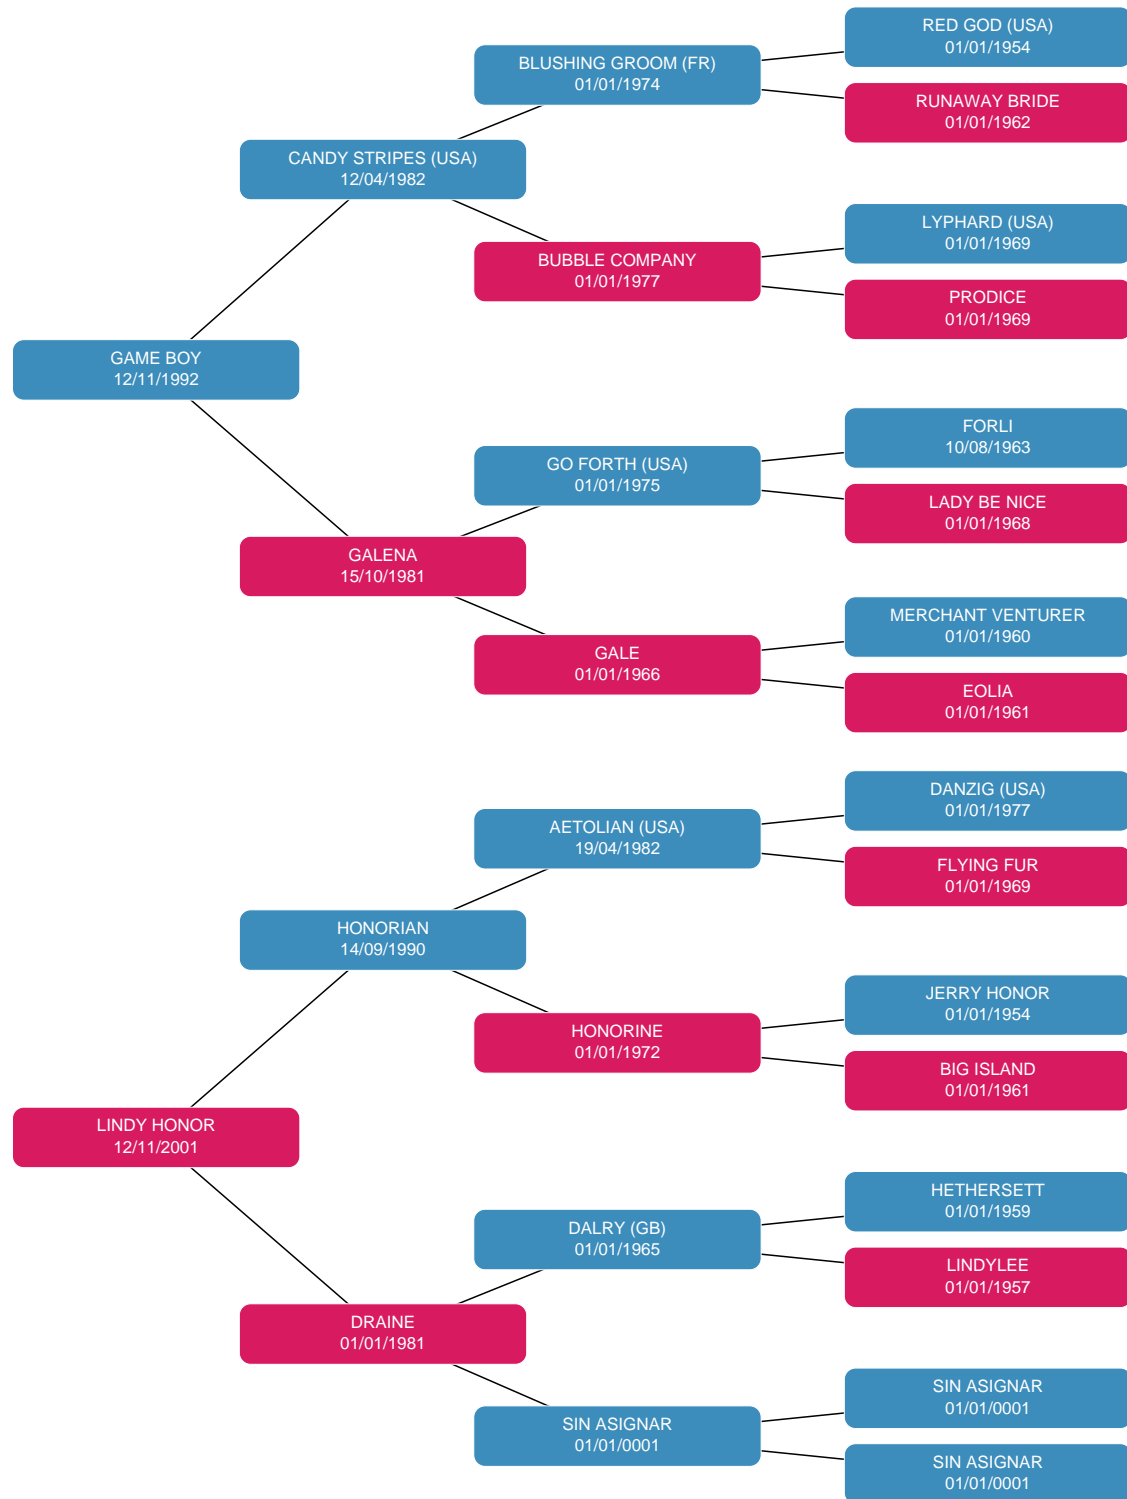 RED GOD (USA)
01/01/1954
BLUSHING GROOM (FR)
01/01/1974
RUNAWAY BRIDE
01/01/1962
CANDY STRIPES (USA)
12/04/1982
LYPHARD (USA)
01/01/1969
BUBBLE COMPANY
01/01/1977
PRODICE
01/01/1969
GAME BOY
12/11/1992
FORLI
10/08/1963
GO FORTH (USA)
01/01/1975
LADY BE NICE
01/01/1968
GALENA
15/10/1981
MERCHANT VENTURER
01/01/1960
GALE
01/01/1966
EOLIA
01/01/1961
DANZIG (USA)
01/01/1977
AETOLIAN (USA)
19/04/1982
FLYING FUR
01/01/1969
HONORIAN
14/09/1990
JERRY HONOR
01/01/1954
HONORINE
01/01/1972
BIG ISLAND
01/01/1961
LINDY HONOR
12/11/2001
HETHERSETT
01/01/1959
DALRY (GB)
01/01/1965
LINDYLEE
01/01/1957
DRAINE
01/01/1981
SIN ASIGNAR
01/01/0001
SIN ASIGNAR
01/01/0001
SIN ASIGNAR
01/01/0001